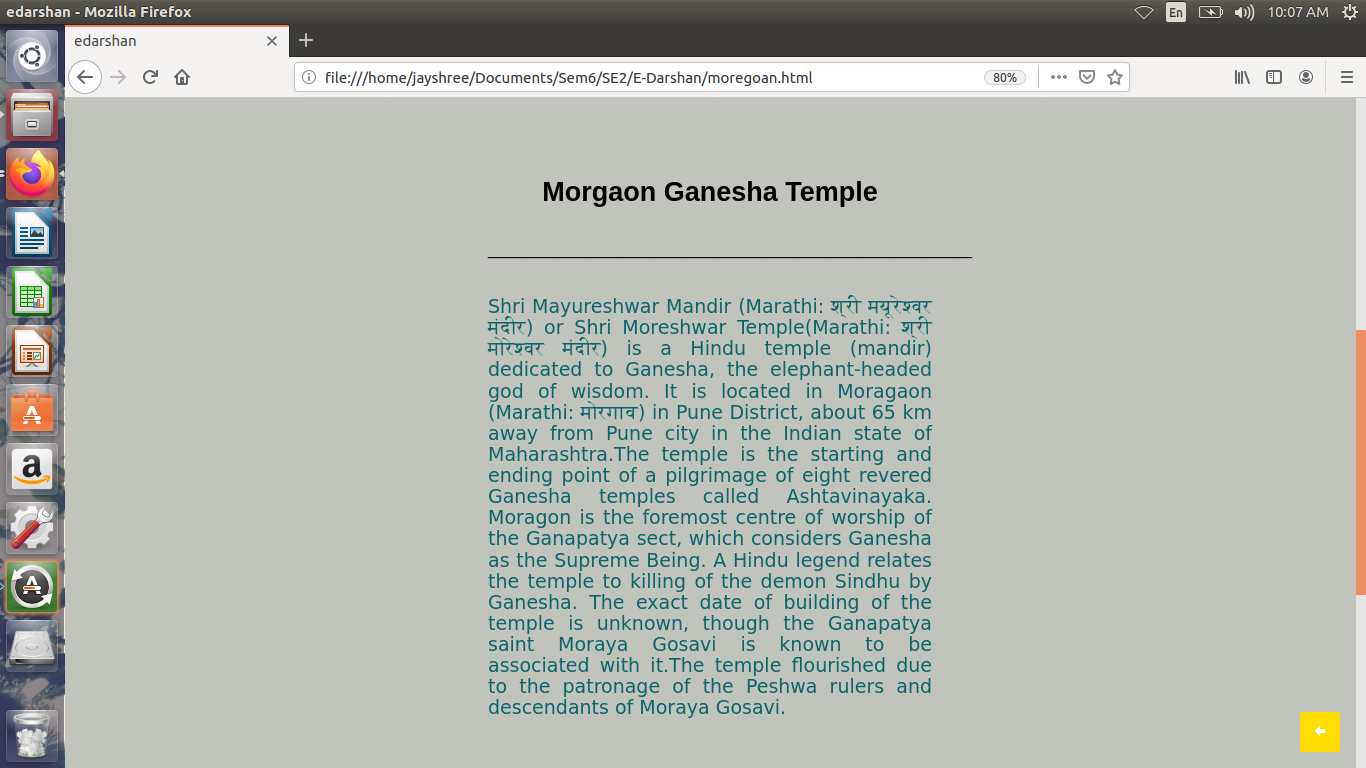 edarshan - Mozilla Firefox
En
10:07 AM
edarshan
file:///home/jayshree/Documents/Sem6/SE2/E-Darshan/moregoan.html
80%
Morgaon Ganesha Temple
Shri Mayureshwar Mandir (Marathi: श्री मयूरेश्वर
मंदीर) or Shri Moreshwar Temple(Marathi: श्री
मोरेश्वर मंदीर) is a Hindu temple (mandir)
dedicated to Ganesha, the elephant-headed
god of wisdom. It is located in Moragaon
(Marathi: मोरगाव) in Pune District, about 65 km
away from Pune city in the Indian state of
Maharashtra.The temple is the starting and
ending point of a pilgrimage of eight revered
Ganesha temples called Ashtavinayaka.
Moragon is the foremost centre of worship of
the Ganapatya sect, which considers Ganesha
as the Supreme Being. A Hindu legend relates
the temple to killing of the demon Sindhu by
Ganesha. The exact date of building of the
temple is unknown, though the Ganapatya
saint Moraya Gosavi is known to be
associated with it.The temple flourished due
to the patronage of the Peshwa rulers and
descendants of Moraya Gosavi.